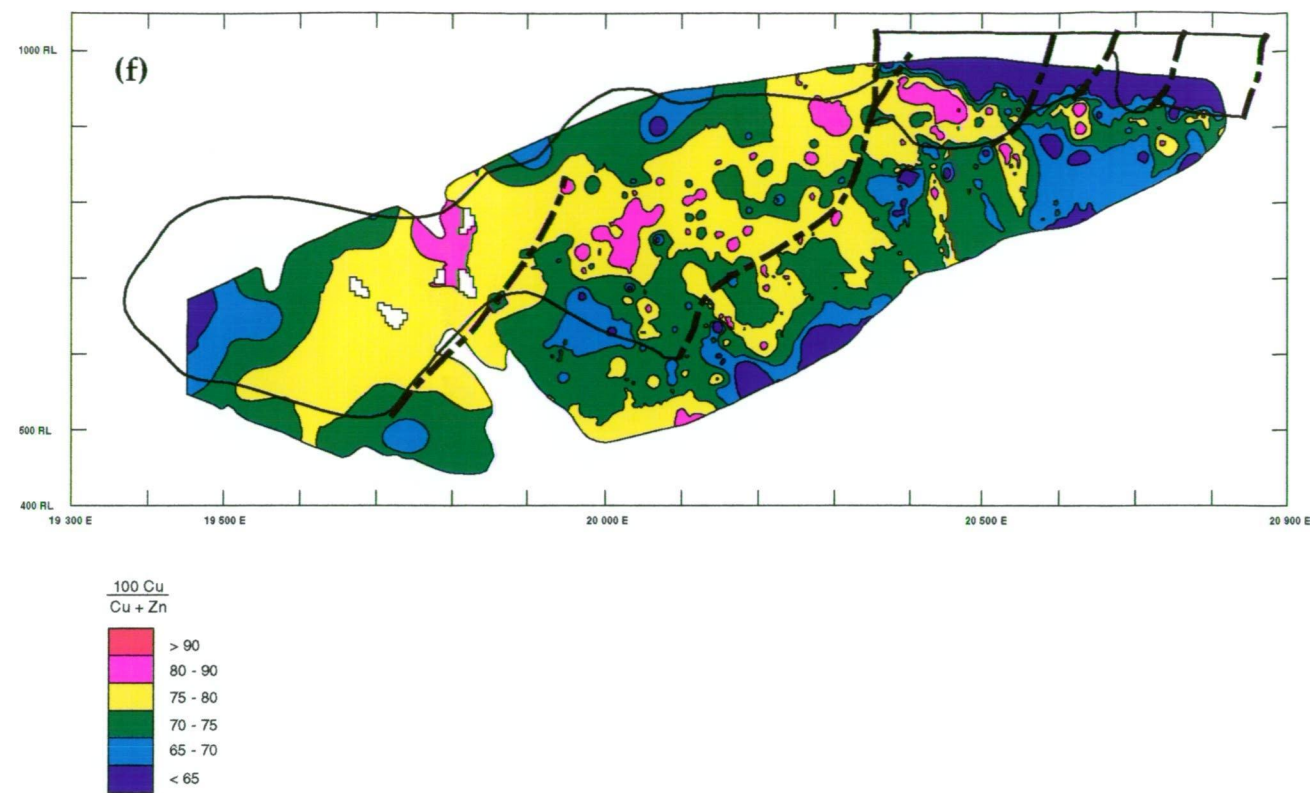 1000 RL
(f)
500 RL
400 RL
19 300 E
19 500 E
20 000 E
20 500 E
20 900 E
100 Cu
Cu + Zn
> 90
80 - 90
75 - 80
70 - 75
65 - 70
< 65